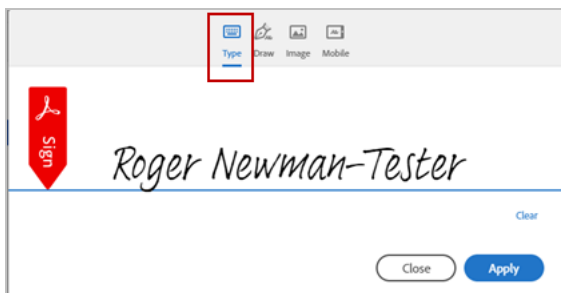 Type Draw Image Mobile
Sign
Roger Newman-Tester
Clear
Close Apply